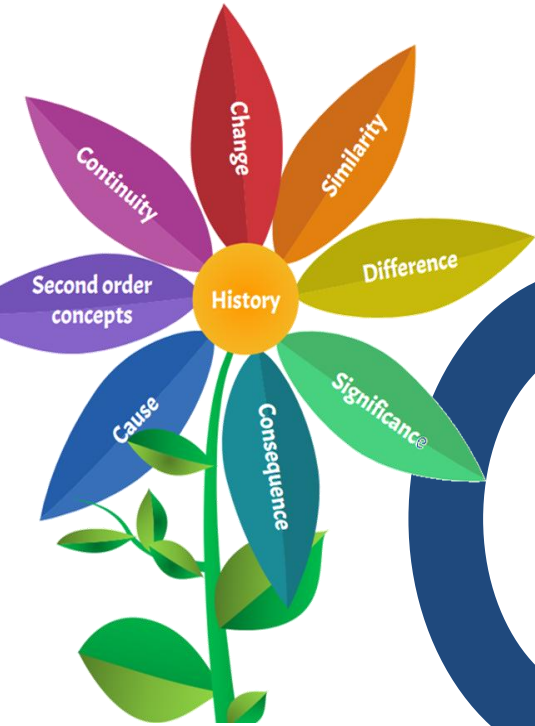 Change
Similarity
Continuity
Difference
Second order
concepts
History
Significance
Cause
Consequence